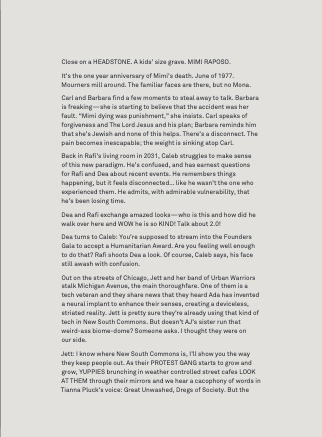 Close on a HEADSTONE. A kids' size grave. MIMI RAPOSO.
It's the one year anniversary of Mimi's death. June of 1977.
Mourners mill around. The familiar faces are there, but no Mona.
Carl and Barbara find a few moments to steal away to talk. Barbara
is freaking—she is starting to believe that the accident was her
fault. "Mimi dying was punishment," she insists. Carl speaks of
forgiveness and The Lord Jesus and his plan; Barbara reminds him
that she's Jewish and none of this helps. There's a disconnect. The
pain becomes inescapable; the weight is sinking atop Carl.
Back in Rafi's living room in 2031, Caleb struggles to make sense
of this new paradigm. He's confused, and has earnest questions
for Rafi and Dea about recent events. He remembers things
happening, but it feels disconnected... like he wasn't the one who
experienced them. He admits, with admirable vulnerability, that
he's been losing time.
Dea and Rafi exchange amazed looks—who is this and how did he
walk over here and WOW he is so KIND! Talk about 2.0!
Dea turns to Caleb: You're supposed to stream into the Founders
Gala to accept a Humanitarian Award. Are you feeling well enough
to do that? Rafi shoots Dea a look. Of course, Caleb says, his face
still awash with confusion.
Out on the streets of Chicago, Jett and her band of Urban Warriors
stalk Michigan Avenue, the main thoroughfare. One of them is a
tech veteran and they share news that they heard Ada has invented
a neural implant to enhance their senses, creating a deviceless,
striated reality. Jett is pretty sure they're already using that kind of
tech in New South Commons. But doesn't AJ's sister run that
weird-ass biome-dome? Someone asks. I thought they were on
our side.
Jett: I know where New South Commons is, I'll show you the way
they keep people out. As their PROTEST GANG starts to grow and
grow, YUPPIES brunching in weather controlled street cafes LOOK
AT THEM through their mirrors and we hear a cacophony of words in
Tianna Pluck's voice: Great Unwashed, Dregs of Society. But the